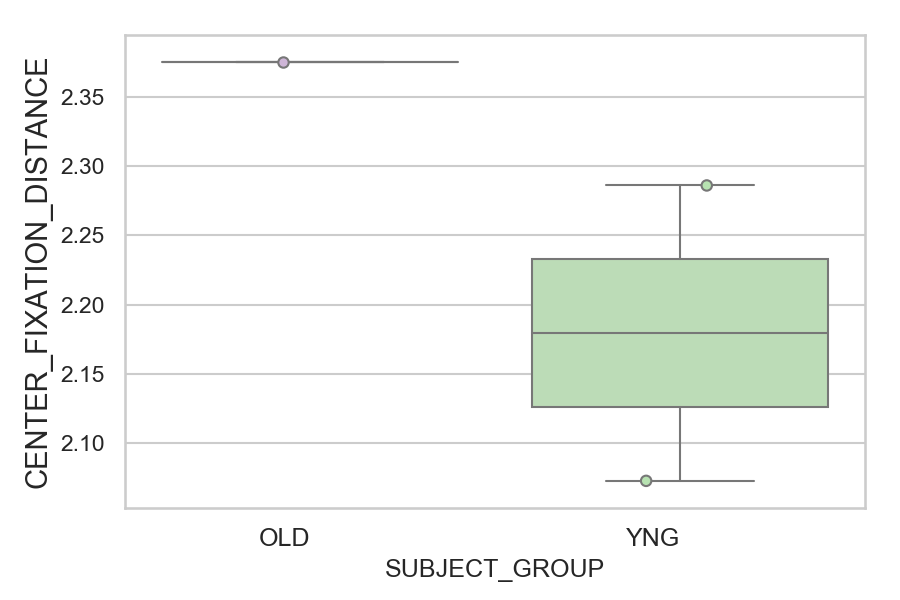 CENTER_FIXATION_DISTANCE
2.35
2.30
2.25
2.20
2.15
2.10
OLD YNG
SUBJECT_GROUP